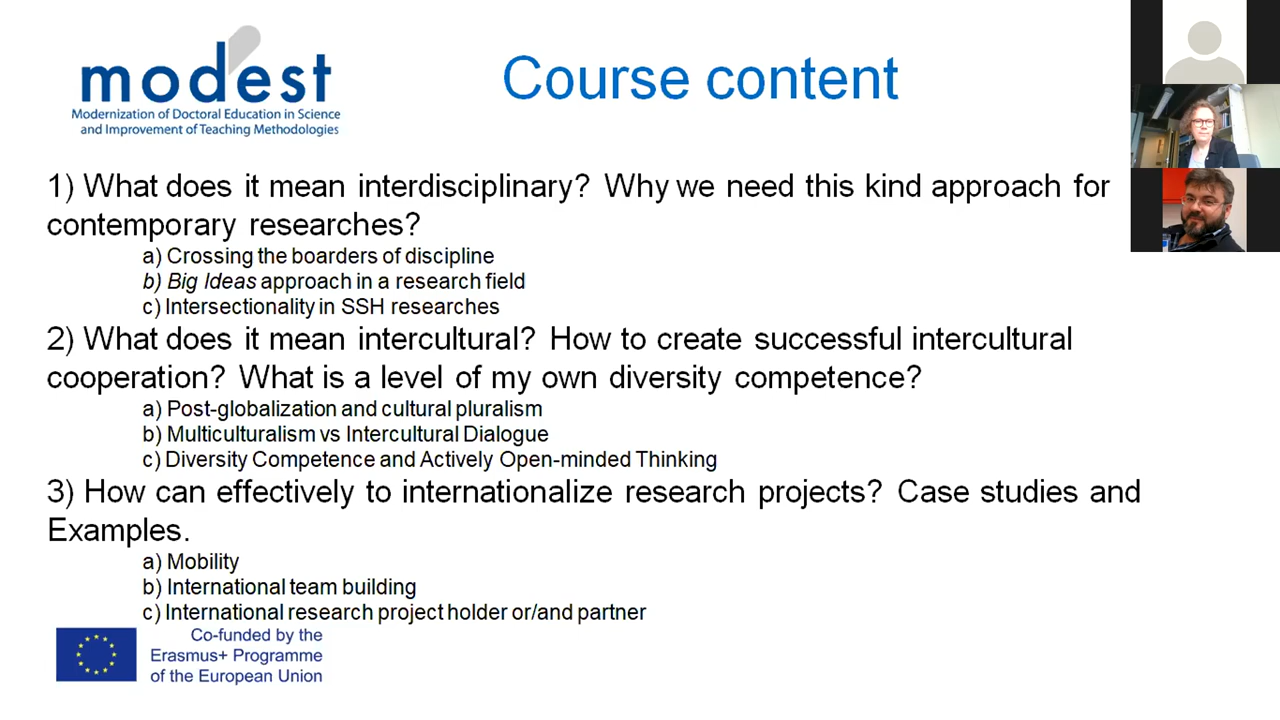 modest
Modernization of Doctoral Education in Science
and Improvement of Teaching Methodologies
Course content
1) What does it mean interdisciplinary? Why we need this kind approach for
contemporary researches?
a) Crossing the boarders of discipline
b) Big Ideas approach in a research field
c) Intersectionality in SSH researches
2) What does it mean intercultural? How to create successful intercultural
cooperation? What is a level of my own diversity competence?
a) Post-globalization and cultural pluralism
b) Multiculturalism vs Intercultural Dialogue
c) Diversity Competence and Actively Open-minded Thinking
3) How can effectively to internationalize research projects? Case studies and
Examples.
a) Mobility
b) International team building
c) International research project holder or/and partner
Co-funded by the
Erasmus+ Programme
of the European Union